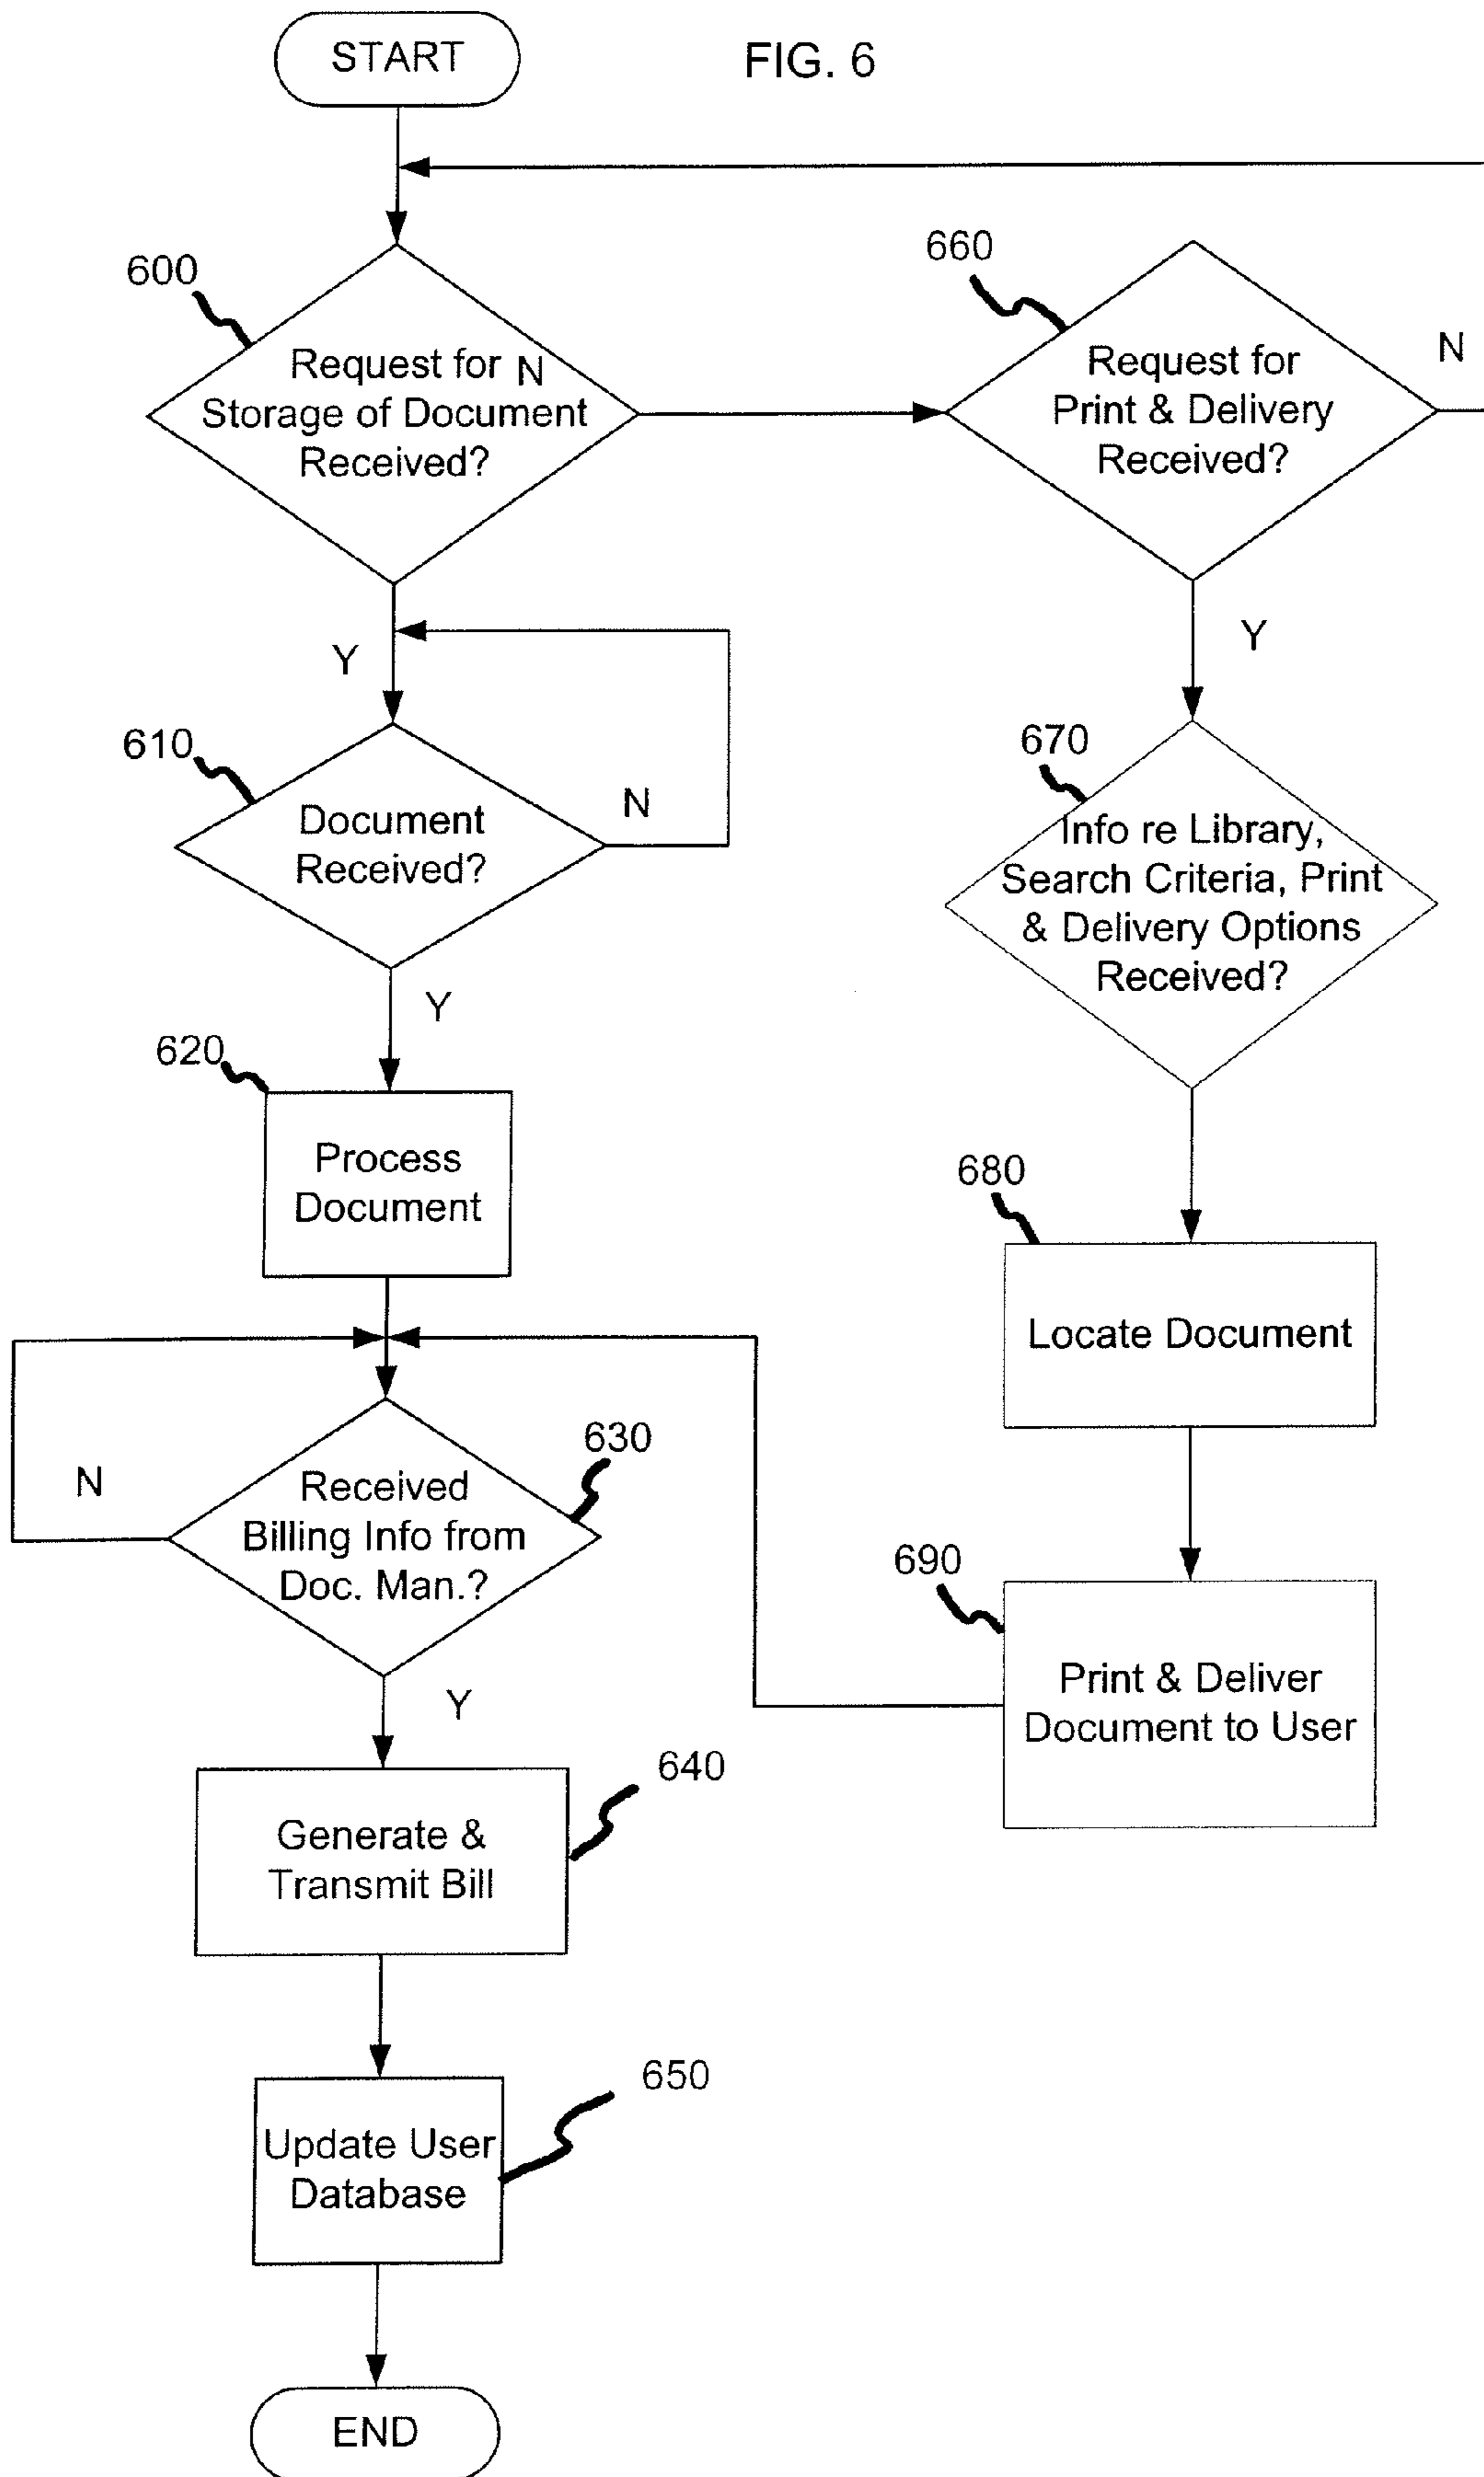 START
FIG. 6
600
Request for N
Storage of Document
Received?
660
Request for
Print & Delivery
Received?
N
Y
Y
610
Document
Received?
N
670
Info re Library,
Search Criteria, Print
& Delivery Options
Received?
Y
620
Process
Document
680
Locate Document
630
Received
Billing Info from
Doc. Man.?
N
Y
690
Print & Deliver
Document to User
640
Generate &
Transmit Bill
650
Update User
Database
END